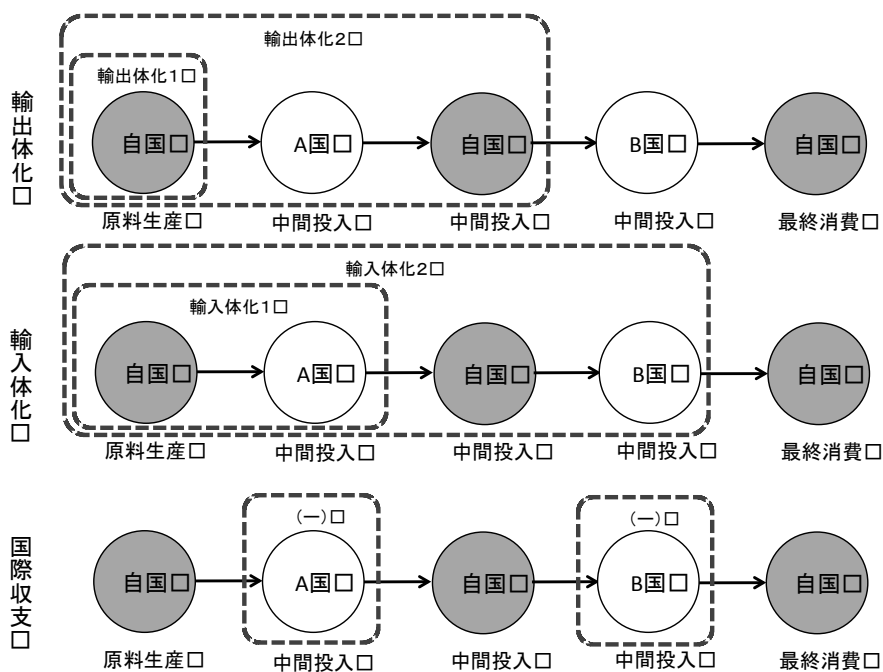 輸出体化2□
輸出体化1□
輸出体化□
自国□ A国□ 自国□ B国□ 自国□
原料生産□ 中間投入□ 中間投入□ 中間投入□ 最終消費□
輸入体化2□
輸入体化1□
輸入体化□
自国□ A国□ 自国□ B国□ 自国□
原料生産□ 中間投入□ 中間投入□ 中間投入□ 最終消費□
(一)□ (一)□
国際収支□
自国□ A国□ 自国□ B国□ 自国□
原料生産□ 中間投入□ 中間投入□ 中間投入□ 最終消費□